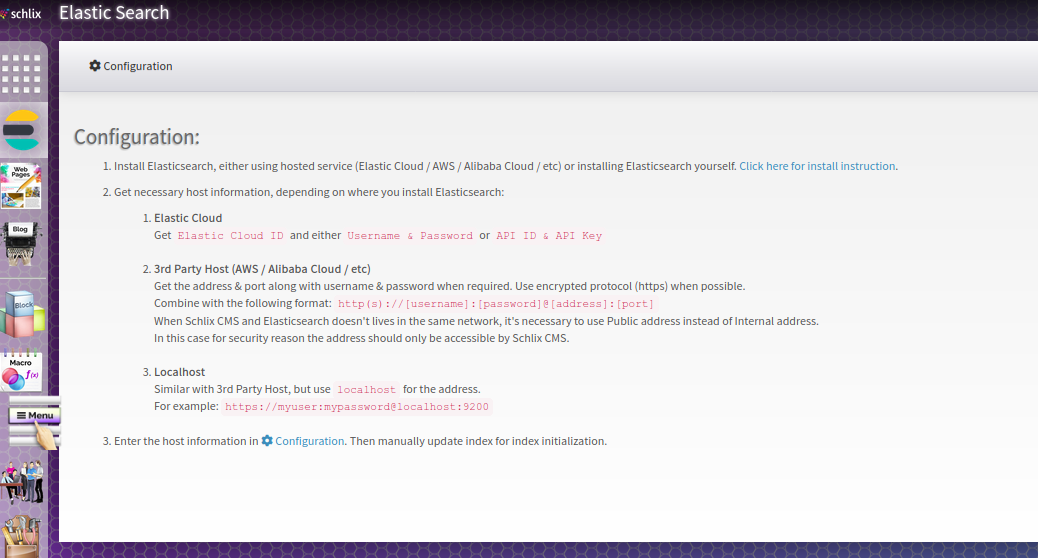 schlix
Elastic Search
Configuration
Configuration:
1. Install Elasticsearch, either using hosted service (Elastic Cloud / AWS / Alibaba Cloud / etc) or installing Elasticsearch yourself. Click here for install instruction.
2. Get necessary host information, depending on where you install Elasticsearch:
1. Elastic Cloud
Get Elastic Cloud ID and either Username & Password or API ID & API Key
2. 3rd Party Host (AWS / Alibaba Cloud / etc)
Get the address & port along with username & password when required. Use encrypted protocol (https) when possible.
Combine with the following format: http(s)://[username]:[password]@[address]:[port]
When Schlix CMS and Elasticsearch doesn't lives in the same network, it's necessary to use Public address instead of Internal address.
In this case for security reason the address should only be accessible by Schlix CMS.
3. Localhost
Similar with 3rd Party Host, but use localhost for the address.
For example: https://myuser:mypassword@localhost:9200
3. Enter the host information in Configuration. Then manually update index for index initialization.
Web
Pages
Blog
iBlock
Macro
f(x)
Menu